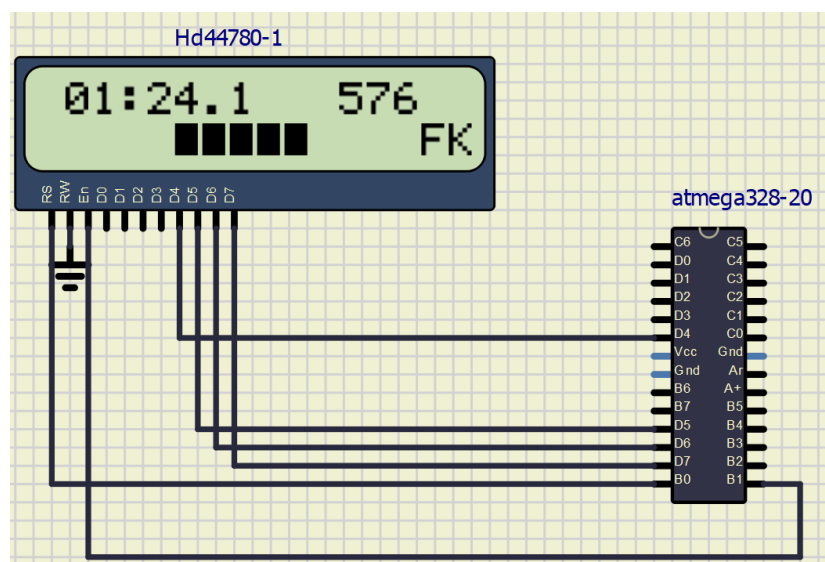 Hd44780-1
01:24.1 576
█████ FK
RS RW En D0 D1 D2 D3 D4 D5 D6 D7
atmega328-20
C6 C5
D0 C4
D1 C3
D2 C2
D3 C1
D4 C0
Vcc Gnd
Gnd Ar
B6 A+
B7 B5
D5 B4
D6 B3
D7 B2
B0 B1